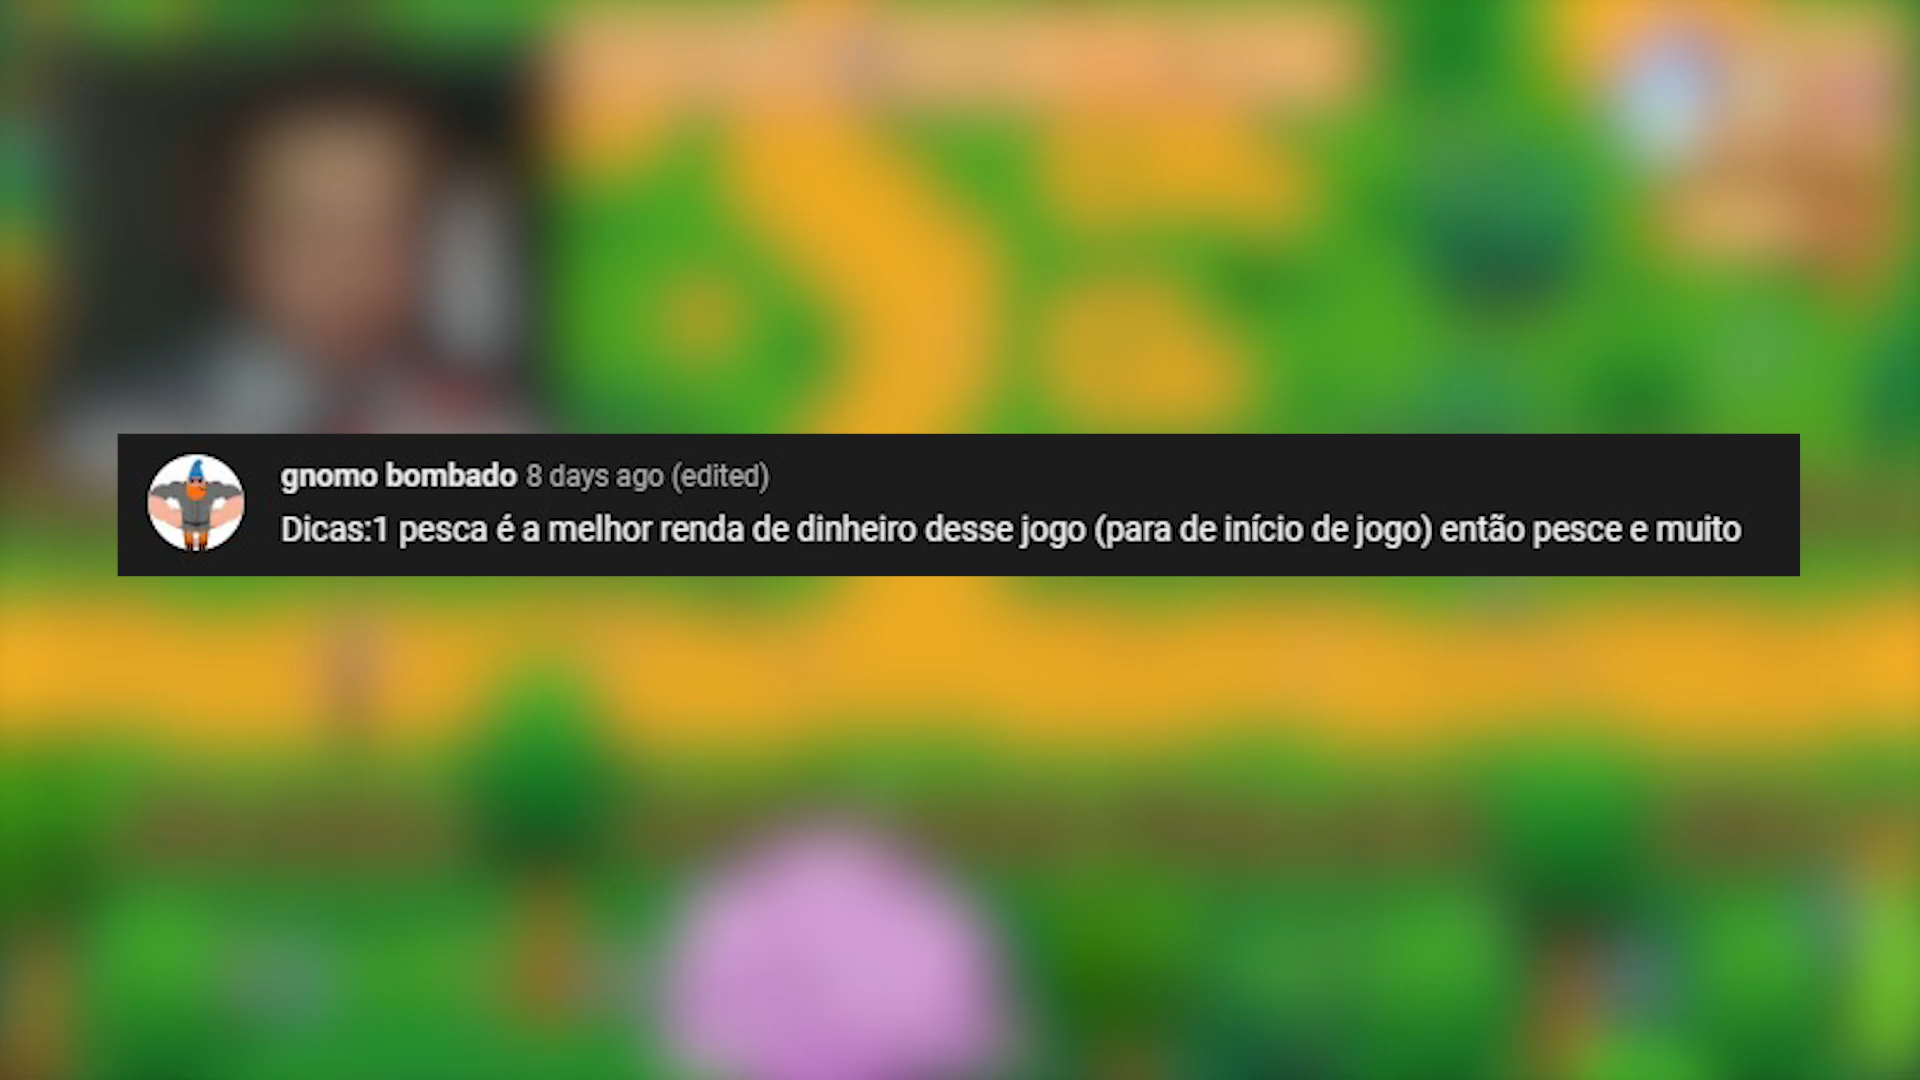 gnomo bombado 8 days ago (edited)
Dicas:1 pesca é a melhor renda de dinheiro desse jogo (para de início de jogo) então pesce e muito